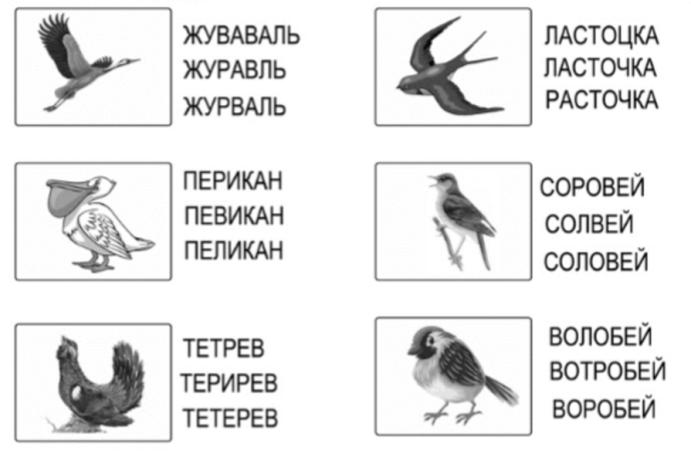 ЖУВАВАЛЬ
ЖУРАВЛЬ
ЖУРВАЛЬ
ЛАСТОЦКА
ЛАСТОЧКА
РАСТОЧКА
ПЕРИКАН
ПЕВИКАН
ПЕЛИКАН
СОРОВЕЙ
СОЛВЕЙ
СОЛОВЕЙ
ТЕТРЕВ
ТЕРИРЕВ
ТЕТЕРЕВ
ВОЛОБЕЙ
ВОТРОБЕЙ
ВОРОБЕЙ